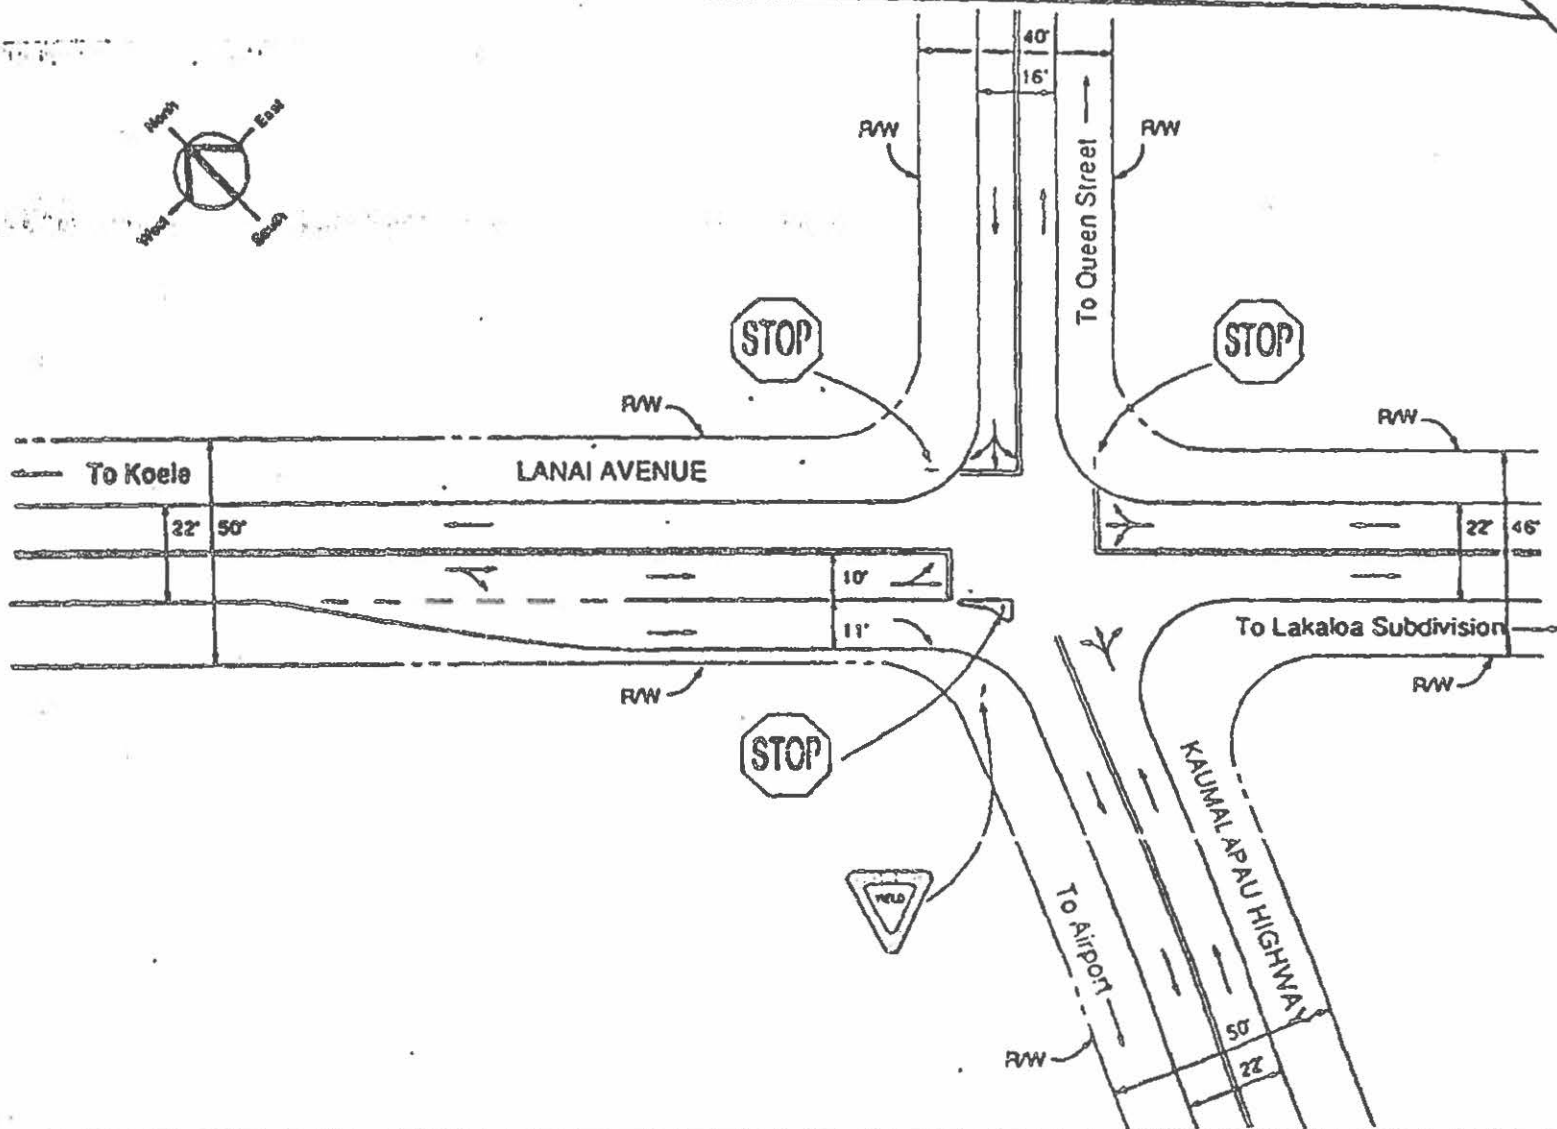 40'
16'
North
East
West
South
R/W
R/W
To Queen Street
STOP
STOP
R/W
R/W
To Koele
LANAI AVENUE
22'
50'
22'
46'
10'
11'
To Lakaloa Subdivision
R/W
R/W
STOP
KAUMALAPAU HIGHWAY
YIELD
To Airport
50'
R/W
22'